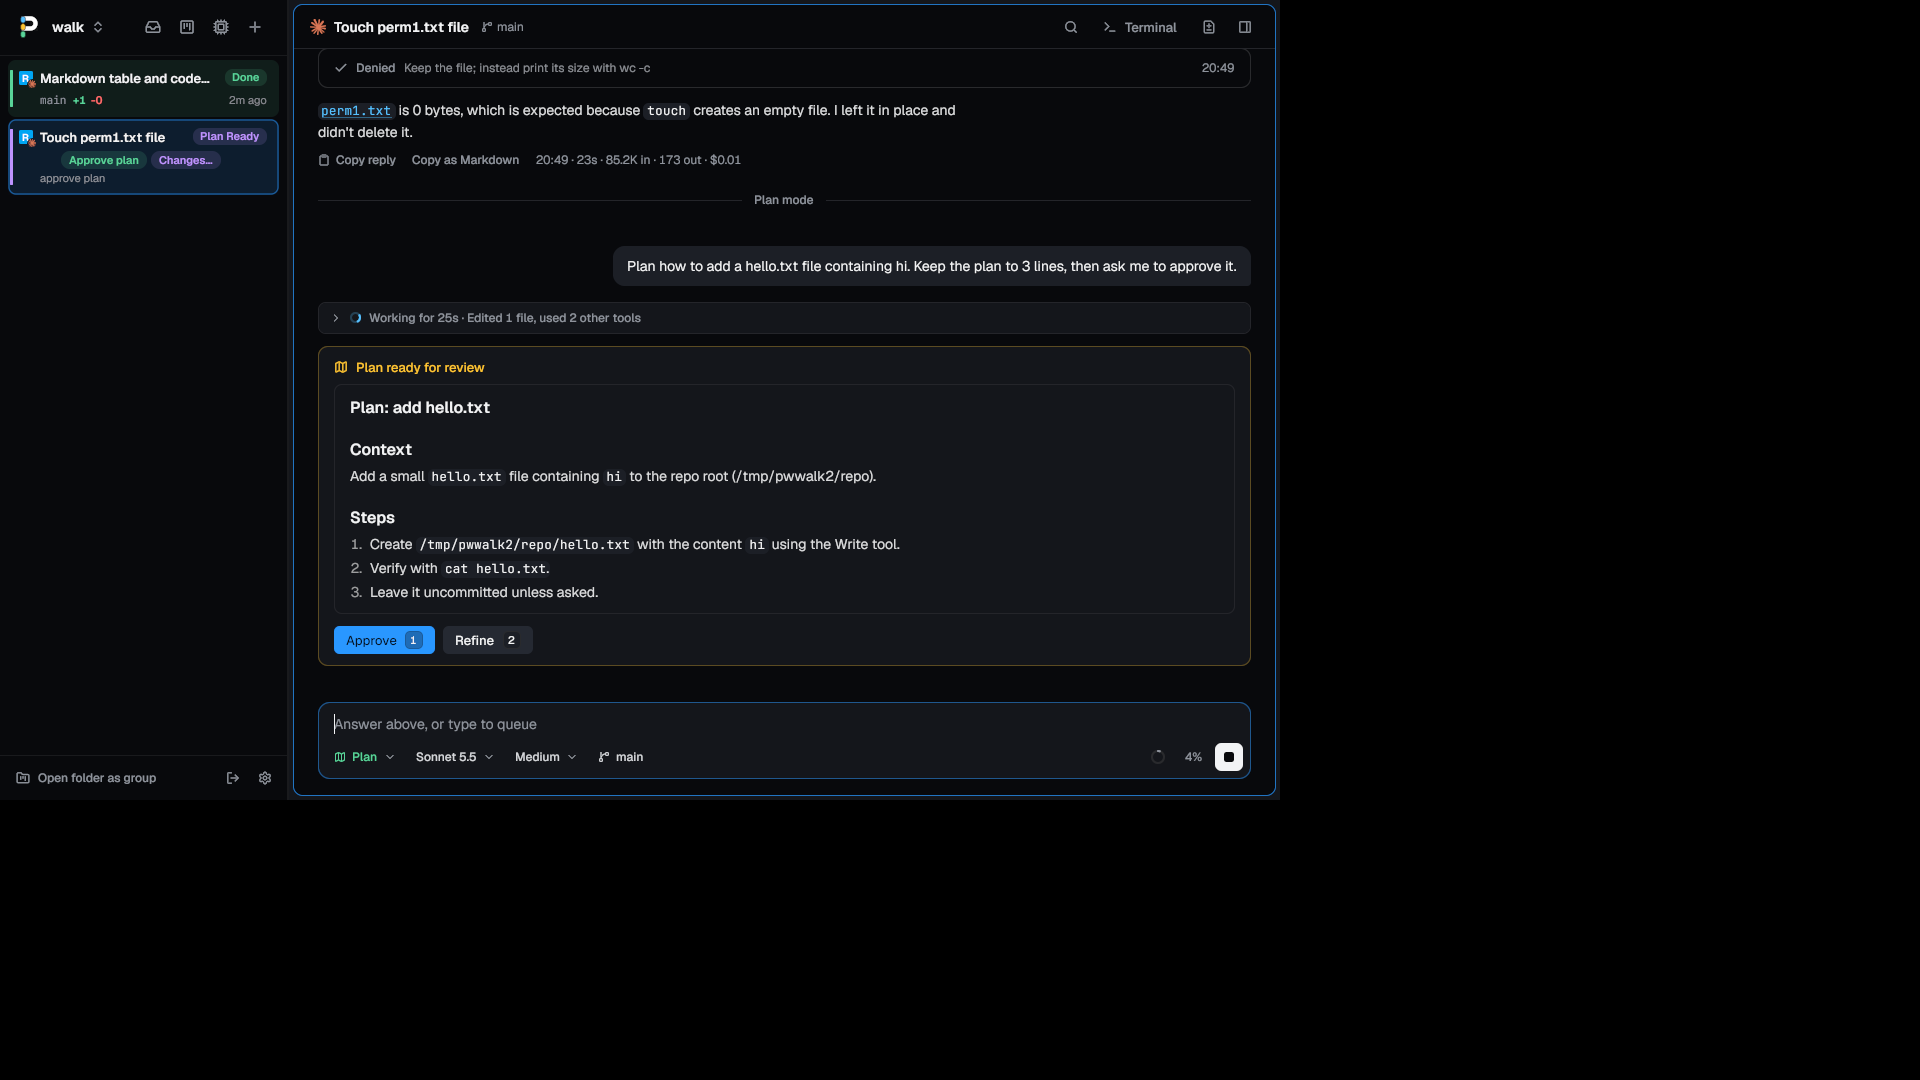 walk
Markdown table and code... Done
main +1 -0 2m ago
Touch perm1.txt file Plan Ready
Approve plan Changes...
approve plan
Open folder as group
Touch perm1.txt file main
Terminal
Denied Keep the file; instead print its size with wc -c 20:49
perm1.txt is 0 bytes, which is expected because touch creates an empty file. I left it in place and
didn't delete it.
Copy reply Copy as Markdown 20:49 · 23s · 85.2K in · 173 out · $0.01
Plan mode
Plan how to add a hello.txt file containing hi. Keep the plan to 3 lines, then ask me to approve it.
Working for 25s · Edited 1 file, used 2 other tools
Plan ready for review
Plan: add hello.txt
Context
Add a small hello.txt file containing hi to the repo root (/tmp/pwwalk2/repo).
Steps
1. Create /tmp/pwwalk2/repo/hello.txt with the content hi using the Write tool.
2. Verify with cat hello.txt.
3. Leave it uncommitted unless asked.
Approve 1 Refine 2
Answer above, or type to queue
Plan Sonnet 5.5 Medium main 4%